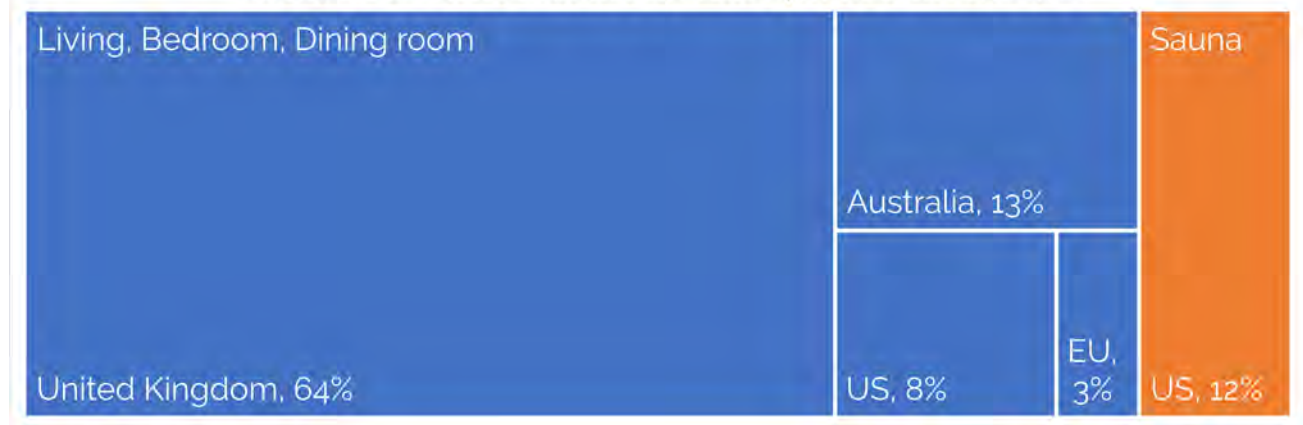 Living, Bedroom, Dining room
United Kingdom, 64%
Australia, 13%
US, 8%
EU,
3%
Sauna
US, 12%